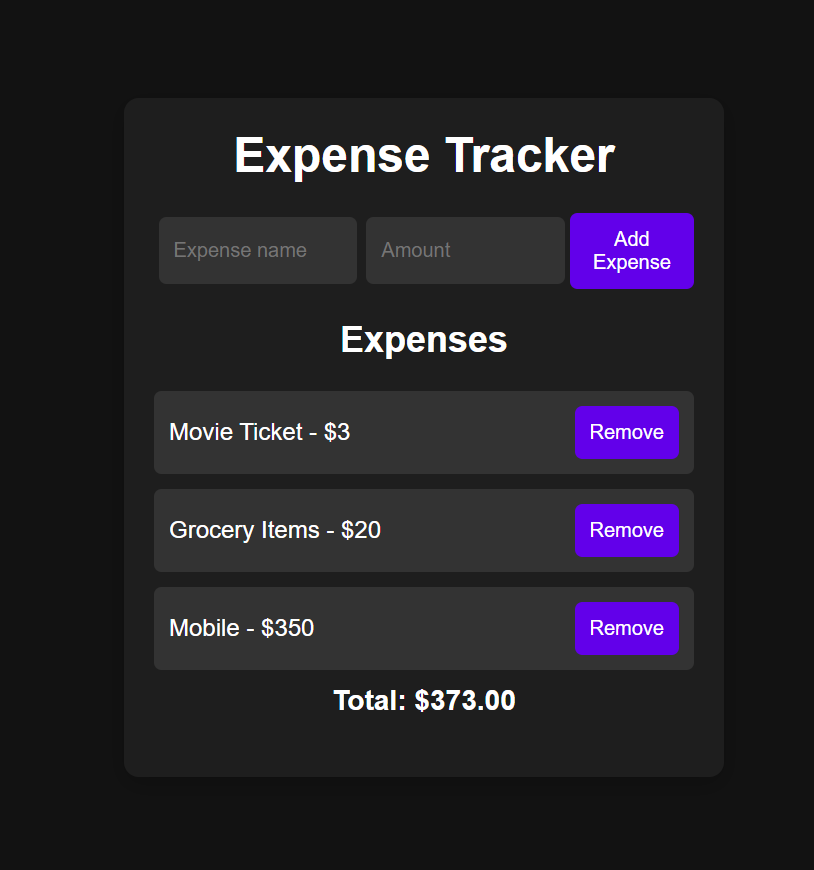 Expense Tracker
Expense name Amount Add
Expense
Expenses
Movie Ticket - $3 Remove
Grocery Items - $20 Remove
Mobile - $350 Remove
Total: $373.00